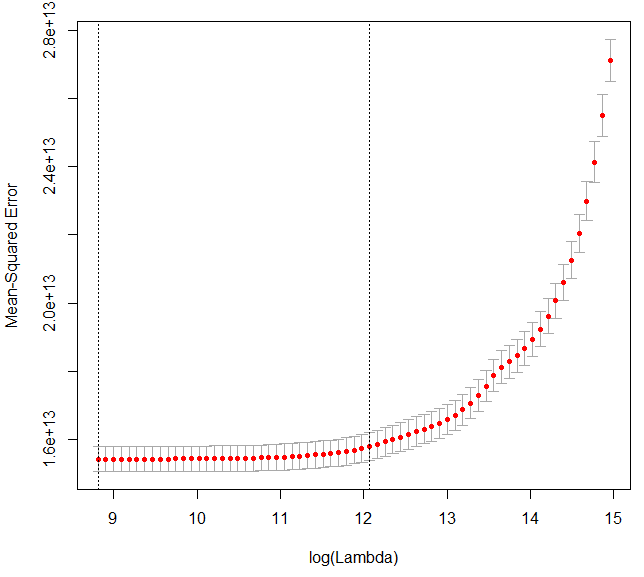 2.8e+13
2.4e+13
2.0e+13
1.6e+13
Mean-Squared Error
9 10 11 12 13 14 15
log(Lambda)